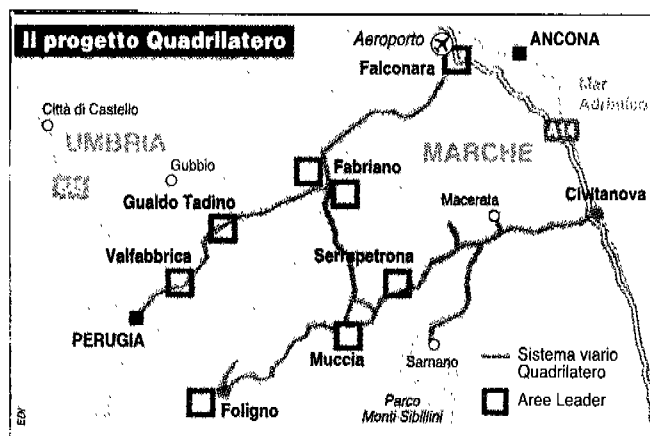 Il progetto Quadrilatero
Aeroporto
ANCONA
Falconara
Mar
Adriatico
Città di Castello
UMBRIA
MARCHE
A14
Gubbio
Fabriano
Gualdo Tadino
Macerata
Civitanova
Valfabbrica
Serrapetrona
PERUGIA
Muccia
Sarnano
Sistema viario
Quadrilatero
Foligno
Parco
Monti Sibillini
Aree Leader